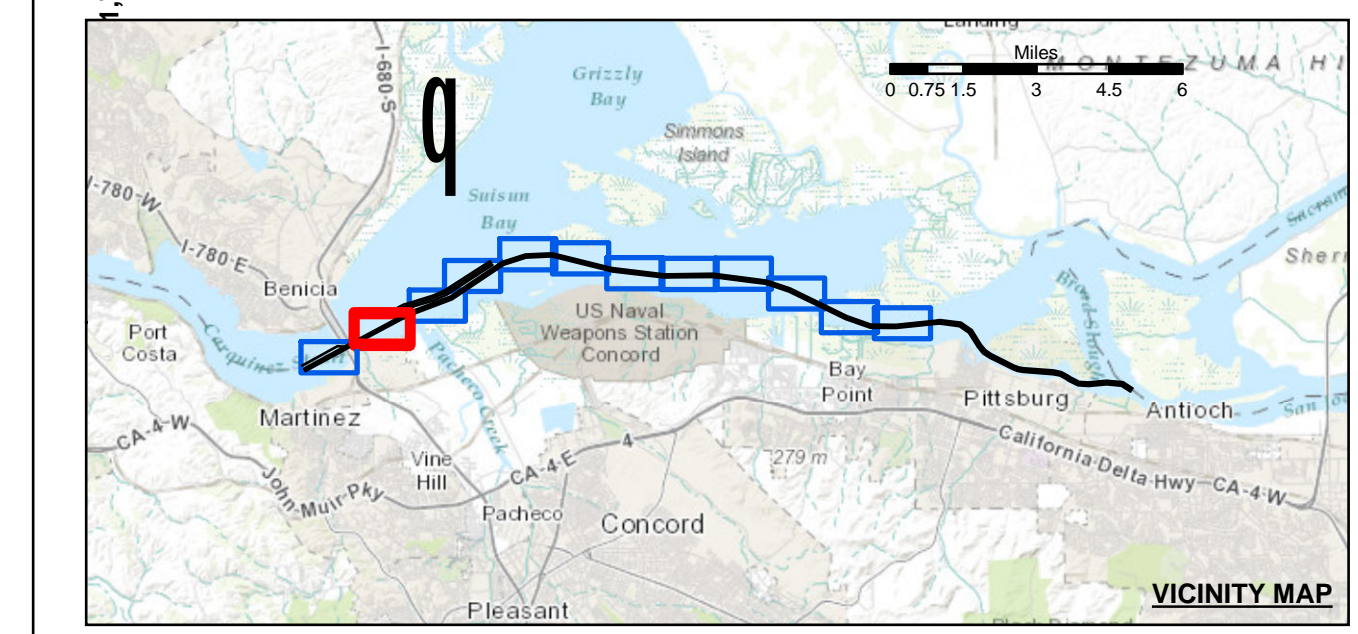 Landing
Miles
MONTEZUMA HI
0 0.75 1.5 3 4.5 6
I-680-S
Grizzly
Bay
q
Simmons
Island
I-780-W
Suisun
Bay
I-780-E
Benicia
Sher
US Naval
Weapons Station
Concord
Port
Costa
Carquinez
Pacheco Creek
Broad Slough
Bay
Point
Pittsburg
Antioch
Martinez
CA-4-W
John Muir Pky
Vine
Hill
CA-4-E
4
279 m
California Delta Hwy
CA-4-W
Pacheco
Concord
VICINITY MAP
Pleasant